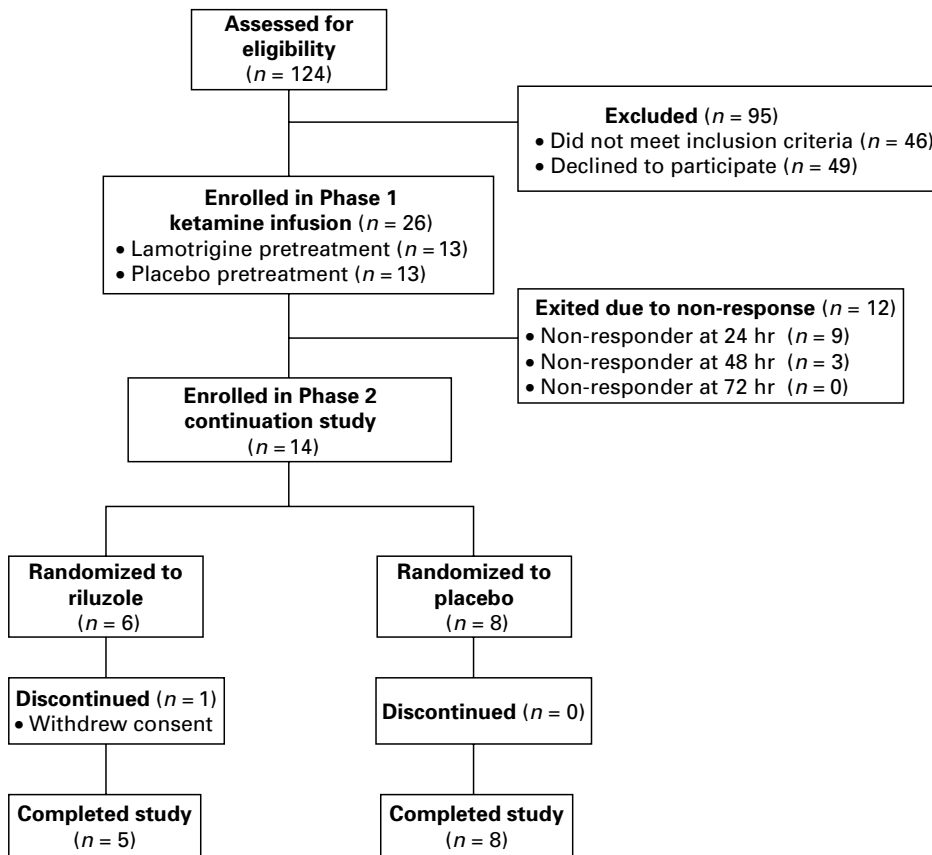 Assessed for
eligibility
(n = 124)
Excluded (n = 95)
• Did not meet inclusion criteria (n = 46)
• Declined to participate (n = 49)
Enrolled in Phase 1
ketamine infusion (n = 26)
• Lamotrigine pretreatment (n = 13)
• Placebo pretreatment (n = 13)
Exited due to non-response (n = 12)
• Non-responder at 24 hr (n = 9)
• Non-responder at 48 hr (n = 3)
• Non-responder at 72 hr (n = 0)
Enrolled in Phase 2
continuation study
(n = 14)
Randomized to
riluzole
(n = 6)
Randomized to
placebo
(n = 8)
Discontinued (n = 1)
• Withdrew consent
Discontinued (n = 0)
Completed study
(n = 5)
Completed study
(n = 8)